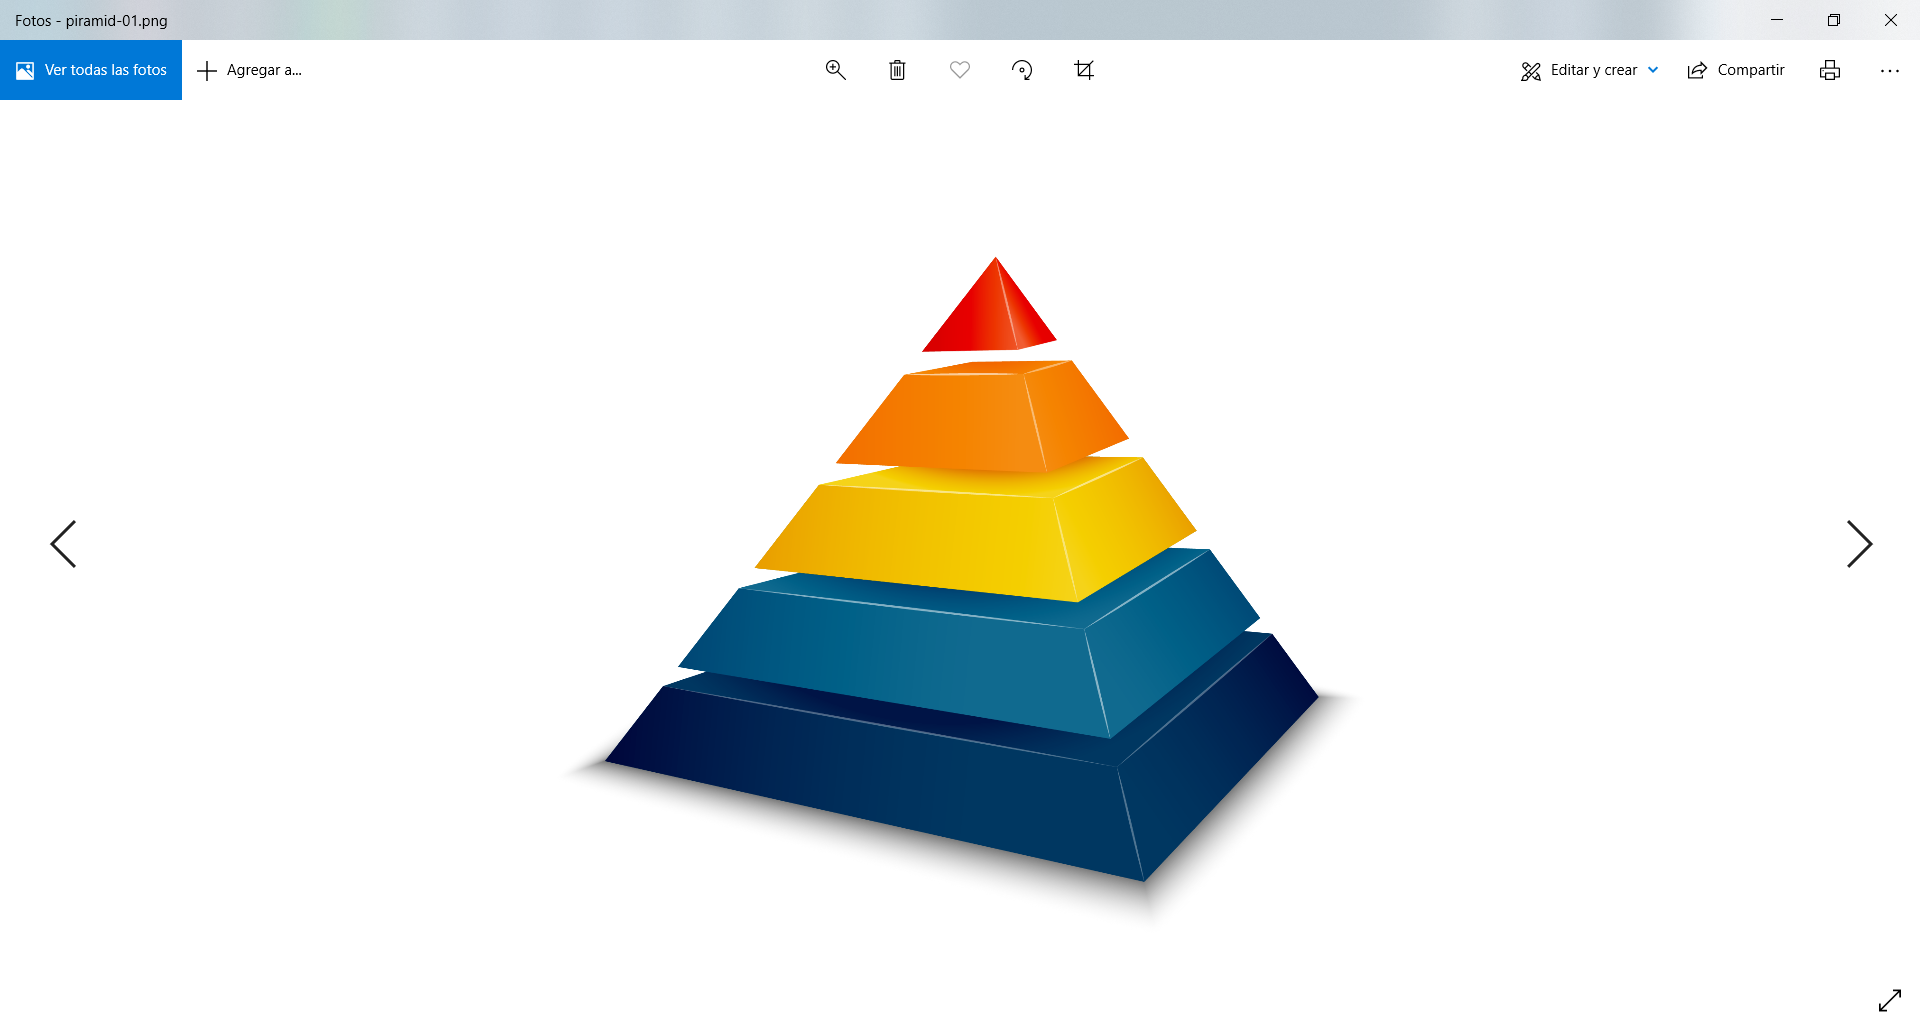 Fotos - piramid-01.png
Ver todas las fotos
Agregar a...
Editar y crear
Compartir